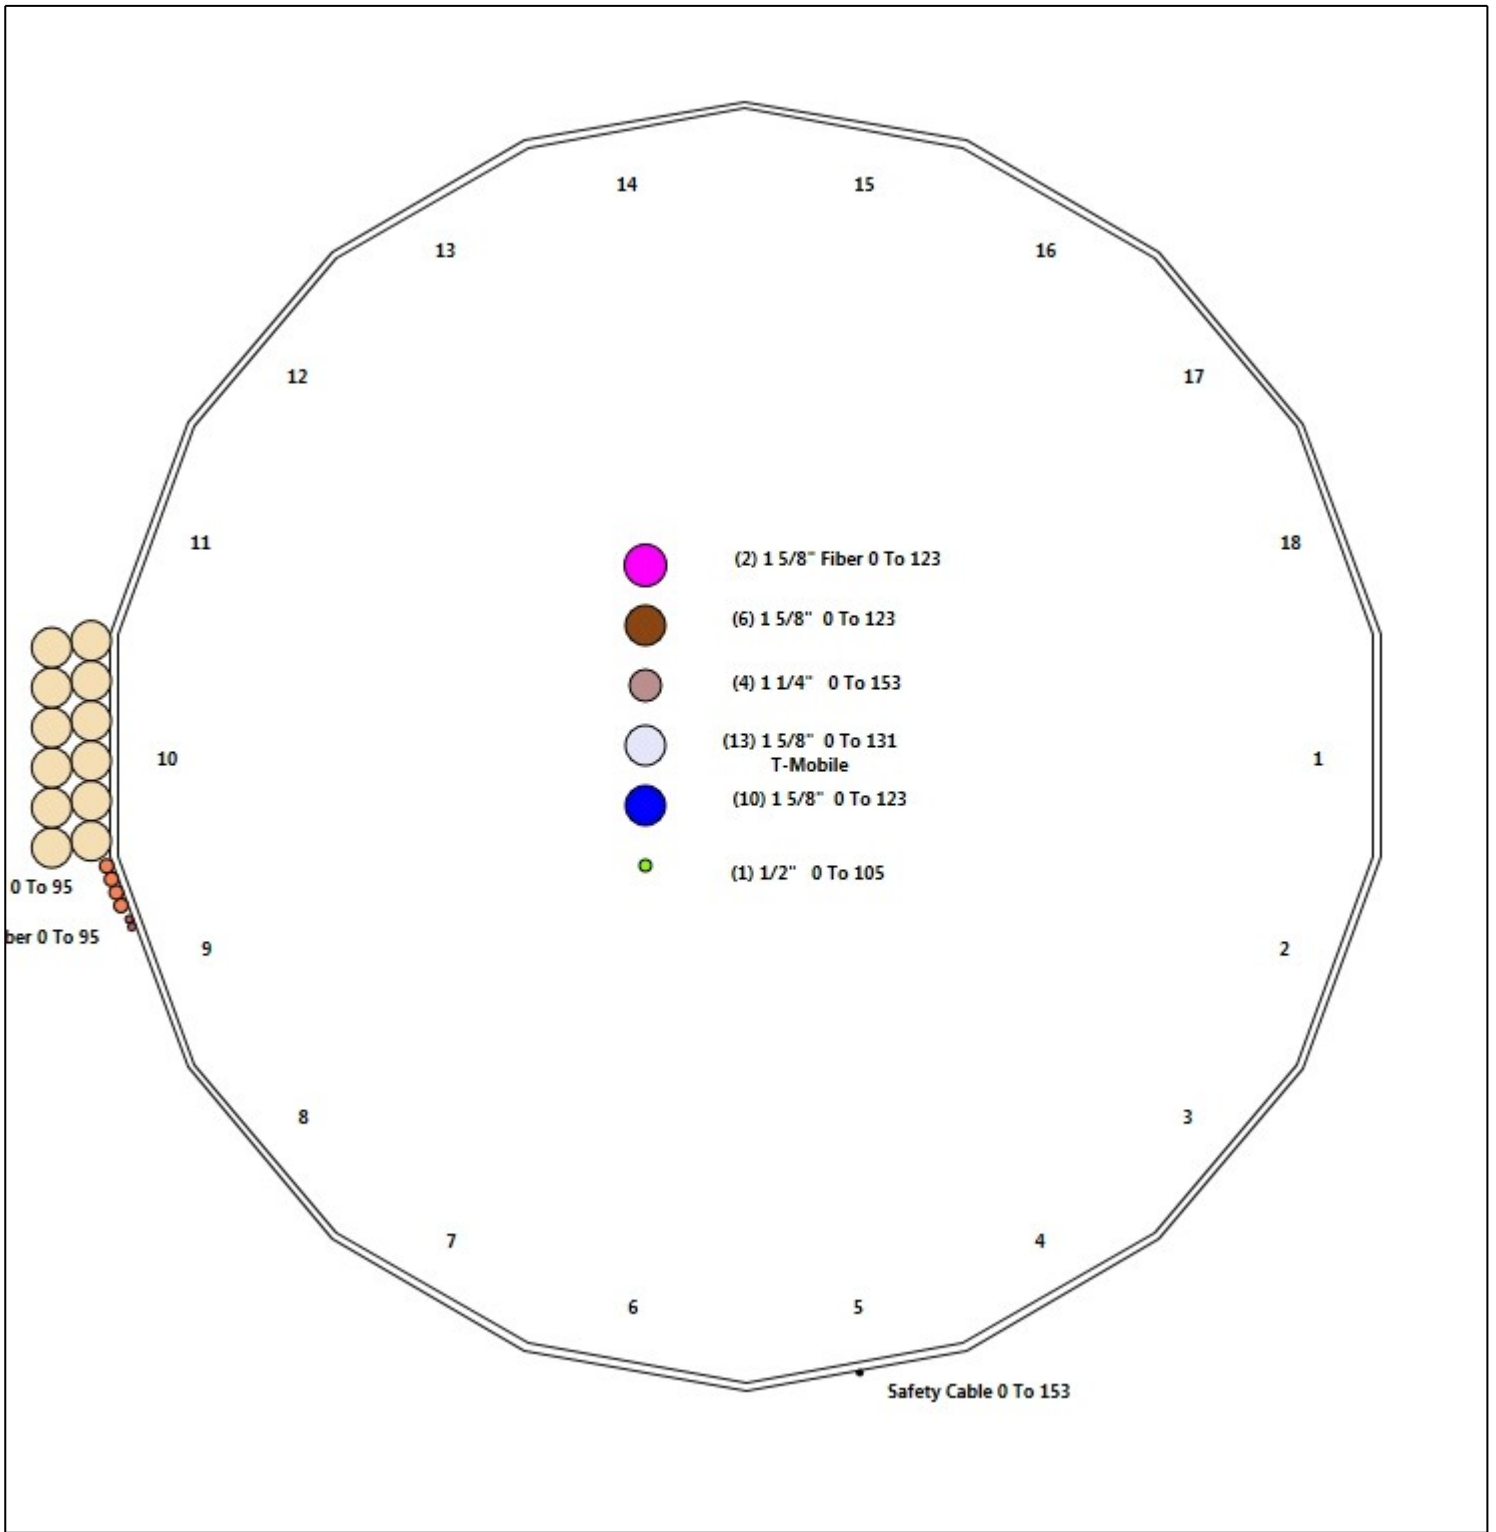 14
15
13
16
12
17
11
18
(2) 1 5/8" Fiber 0 To 123
(6) 1 5/8" 0 To 123
(4) 1 1/4" 0 To 153
(13) 1 5/8" 0 To 131
T-Mobile
(10) 1 5/8" 0 To 123
(1) 1/2" 0 To 105
10
1
0 To 95
0 To 95
9
2
8
3
7
4
6
5
Safety Cable 0 To 153